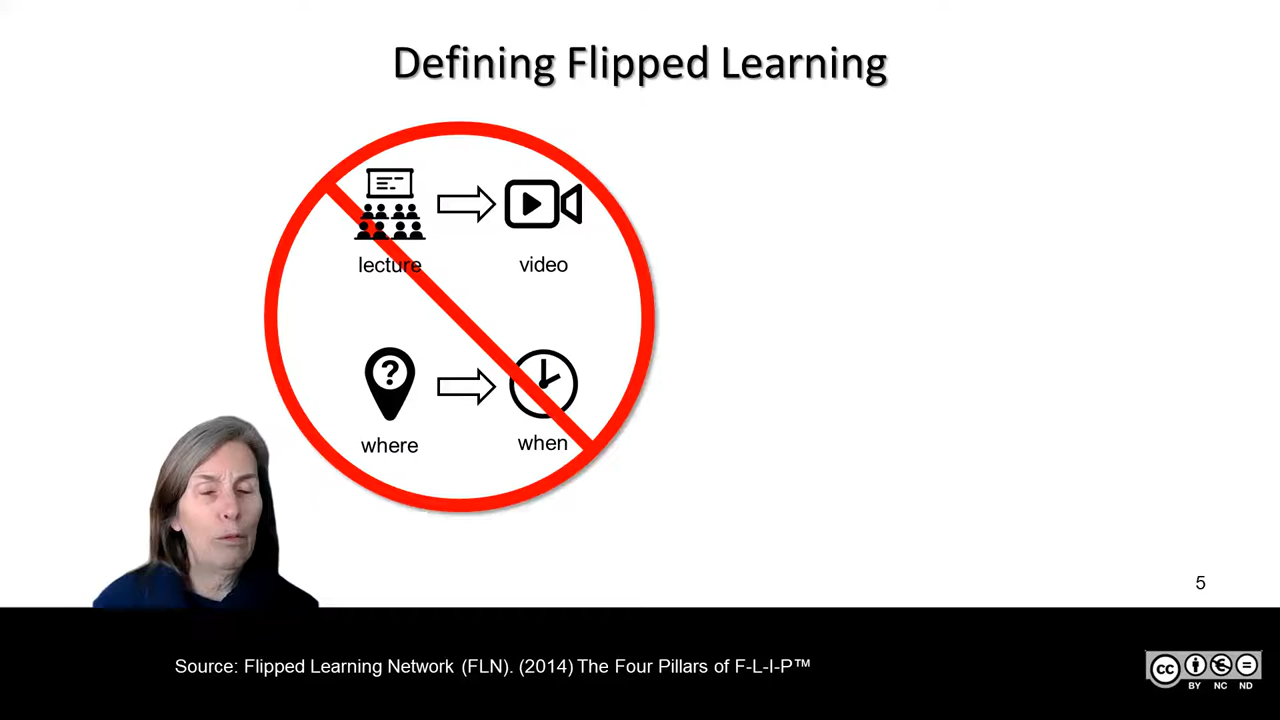 Defining Flipped Learning
lecture
video
?
where
when
5
Source: Flipped Learning Network (FLN). (2014) The Four Pillars of F-L-I-P™
cc
BY NC ND